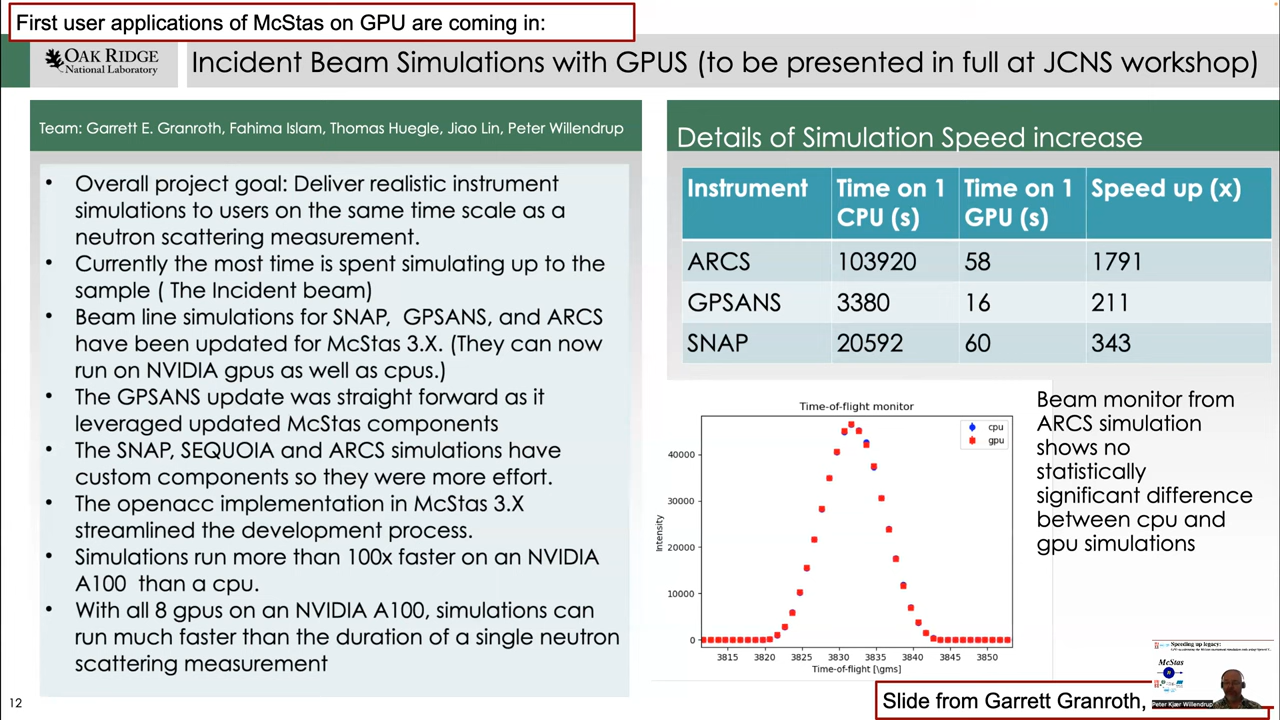 First user applications of McStas on GPU are coming in:
OAK RIDGE
National Laboratory
Incident Beam Simulations with GPUS (to be presented in full at JCNS workshop)
Team: Garrett E. Granroth, Fahima Islam, Thomas Huegle, Jiao Lin, Peter Willendrup
• Overall project goal: Deliver realistic instrument
simulations to users on the same time scale as a
neutron scattering measurement.
• Currently the most time is spent simulating up to the
sample ( The Incident beam)
• Beam line simulations for SNAP, GPSANS, and ARCS
have been updated for McStas 3.X. (They can now
run on NVIDIA gpus as well as cpus.)
• The GPSANS update was straight forward as it
leveraged updated McStas components
• The SNAP, SEQUOIA and ARCS simulations have
custom components so they were more effort.
• The openacc implementation in McStas 3.X
streamlined the development process.
• Simulations run more than 100x faster on an NVIDIA
A100 than a cpu.
• With all 8 gpus on an NVIDIA A100, simulations can
run much faster than the duration of a single neutron
scattering measurement
Details of Simulation Speed increase
Instrument Time on 1 CPU (s) Time on 1 GPU (s) Speed up (x)
ARCS 103920 58 1791
GPSANS 3380 16 211
SNAP 20592 60 343
Time-of-flight monitor
cpu
gpu
Intensity
40000
30000
20000
10000
0
3815 3820 3825 3830 3835 3840 3845 3850
Time-of-flight [\gms]
Beam monitor from
ARCS simulation
shows no
statistically
significant difference
between cpu and
gpu simulations
12
Slide from Garrett Granroth,
Speeding up legacy:
McStas
Peter Kjær Willendrup